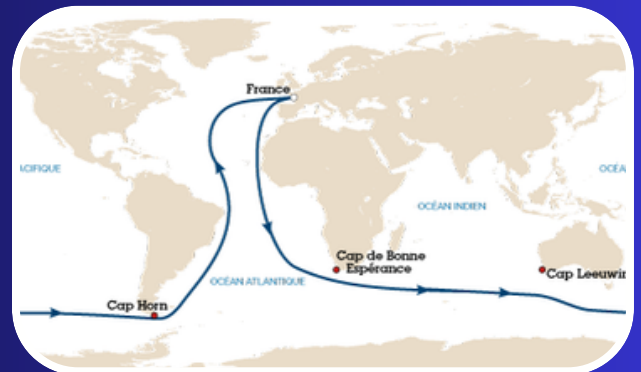 France
ACIFIQUE
OCÉA
OCÉAN INDIEN
Cap de Bonne
Espérance
Cap Leeuwin
OCÉAN ATLANTIQUE
Cap Horn